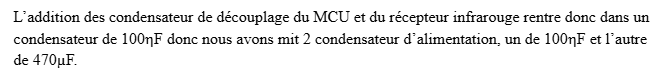 L’addition des condensateur de découplage du MCU et du récepteur infrarouge rentre donc dans un
condensateur de 100ηF donc nous avons mit 2 condensateur d’alimentation, un de 100ηF et l’autre
de 470μF.